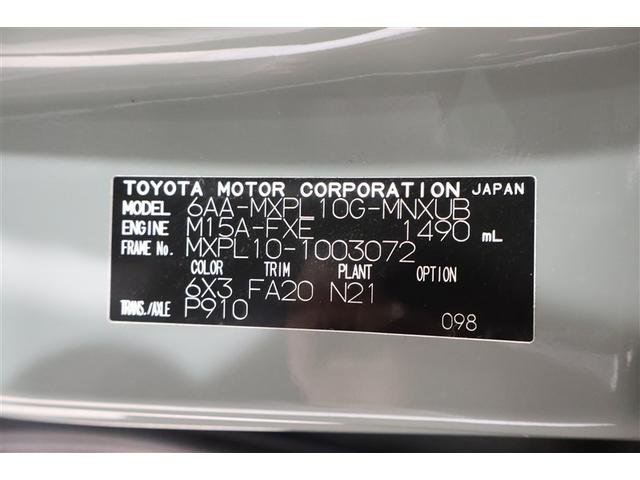 TOYOTA MOTOR CORPORATION JAPAN
MODEL 6AA-MXPL10G-MNXUB
ENGINE M15A-FXE 1490 mL
FRAME No. MXPL10-1003072
COLOR TRIM PLANT OPTION
6X3 FA20 N21
TRANS./AXLE P910 098